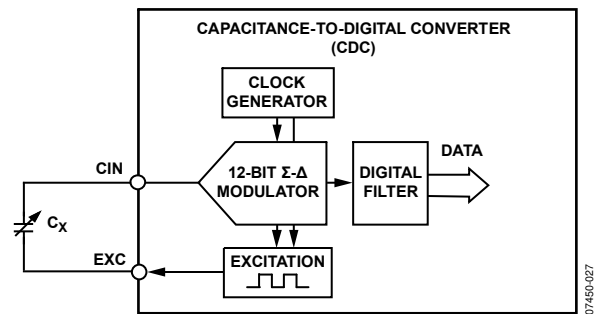 CAPACITANCE-TO-DIGITAL CONVERTER
(CDC)
CLOCK
GENERATOR
CIN
12-BIT Σ-Δ
MODULATOR
DIGITAL
FILTER
DATA
CX
EXC
EXCITATION
07450-027